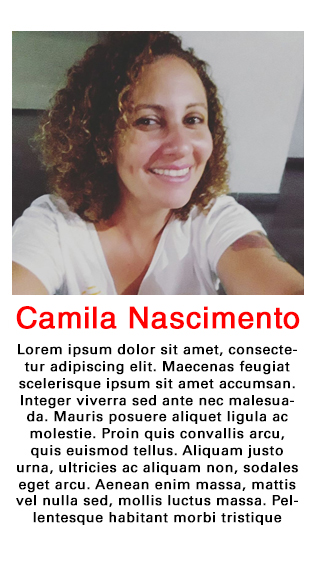 Camila Nascimento
Lorem ipsum dolor sit amet, consecte-
tur adipiscing elit. Maecenas feugiat
scelerisque ipsum sit amet accumsan.
Integer viverra sed ante nec malesua-
da. Mauris posuere aliquet ligula ac
molestie. Proin quis convallis arcu,
quis euismod tellus. Aliquam justo
urna, ultricies ac aliquam non, sodales
eget arcu. Aenean enim massa, mattis
vel nulla sed, mollis luctus massa. Pel-
lentesque habitant morbi tristique